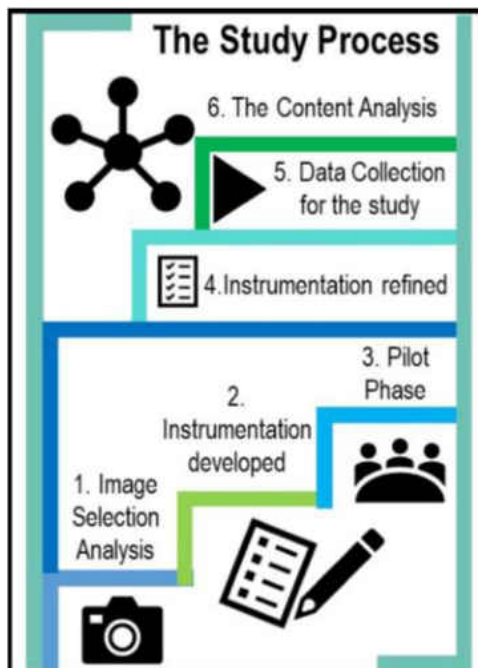 The Study Process
6. The Content Analysis
5. Data Collection
for the study
4.Instrumentation refined
3. Pilot
Phase
2.
Instrumentation
developed
1. Image
Selection
Analysis